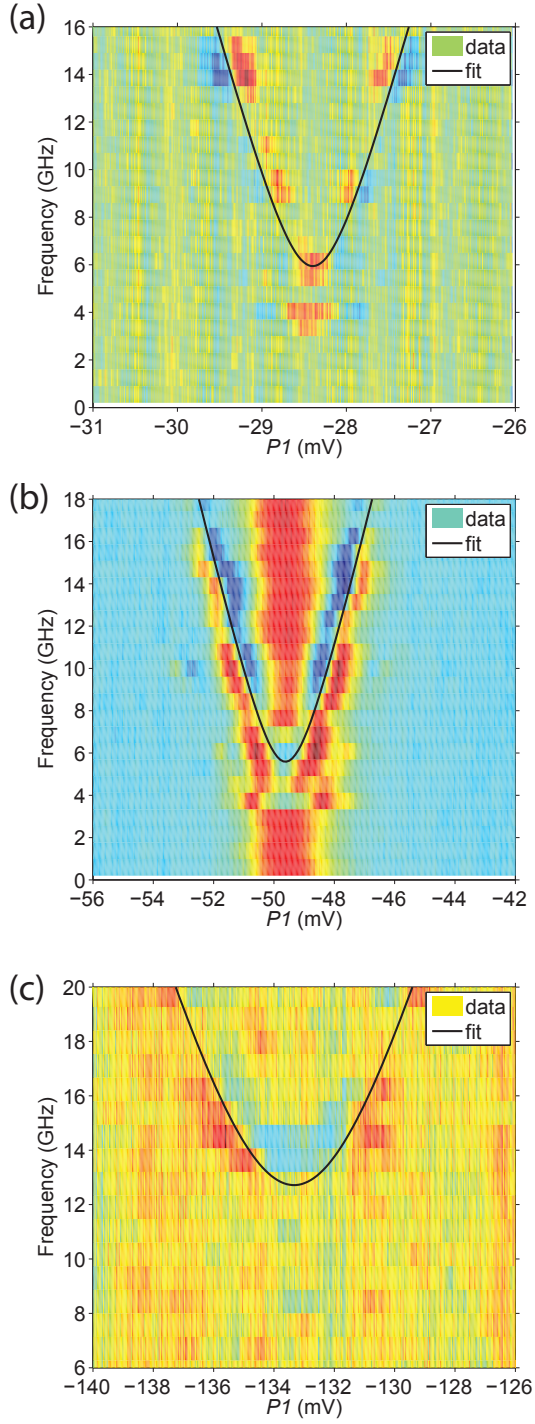 (a)
16
14
12
10
8
6
4
2
0
Frequency (GHz)
data
fit
−31 −30 −29 −28 −27 −26
P1 (mV)
(b)
18
16
14
12
10
8
6
4
2
0
Frequency (GHz)
data
fit
−56 −54 −52 −50 −48 −46 −44 −42
P1 (mV)
(c)
20
18
16
14
12
10
8
6
Frequency (GHz)
data
fit
−140 −138 −136 −134 −132 −130 −128 −126
P1 (mV)